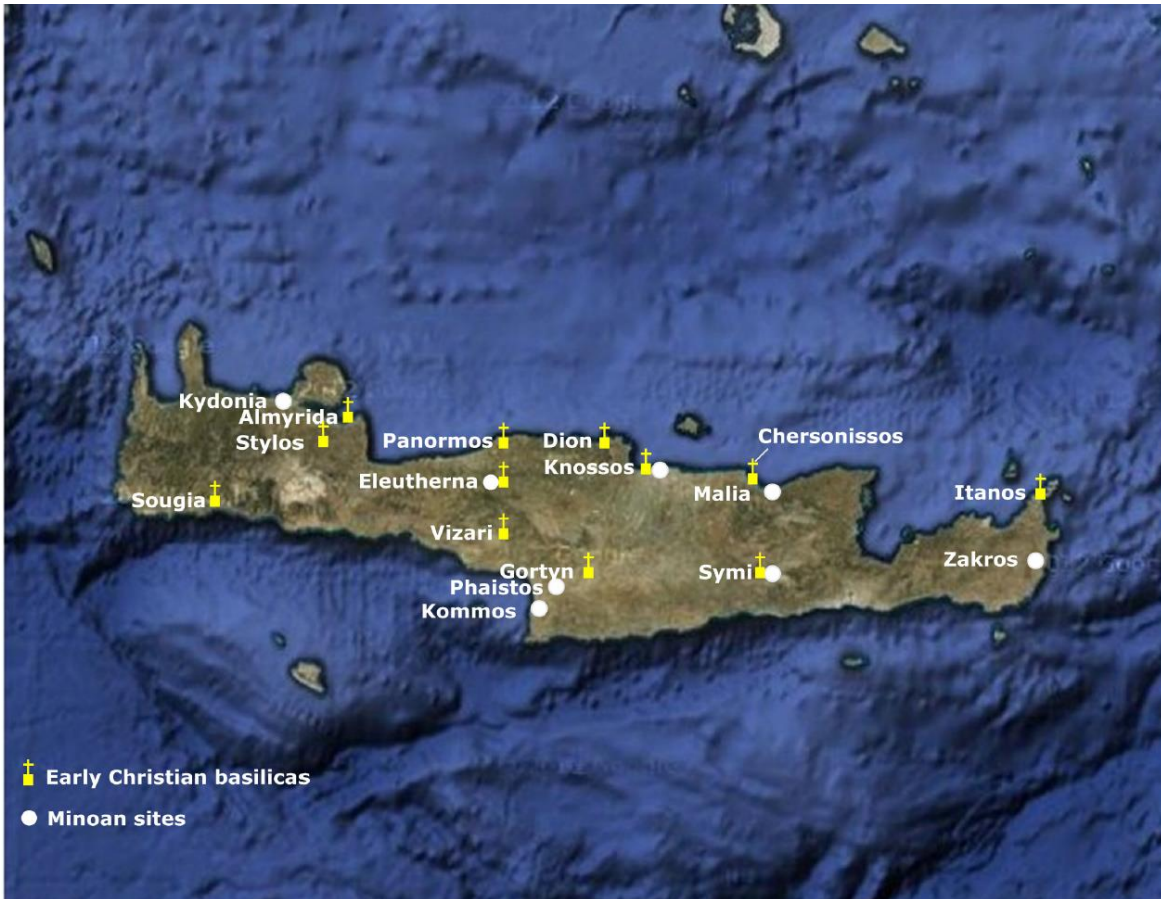 Kydonia
Almyrida
Stylos
Panormos
Dion
Chersonissos
Knossos
Eleutherna
Malia
Itanos
Sougia
Vizari
Gortyn
Symi
Zakros
Phaistos
Kommos
Early Christian basilicas
Minoan sites